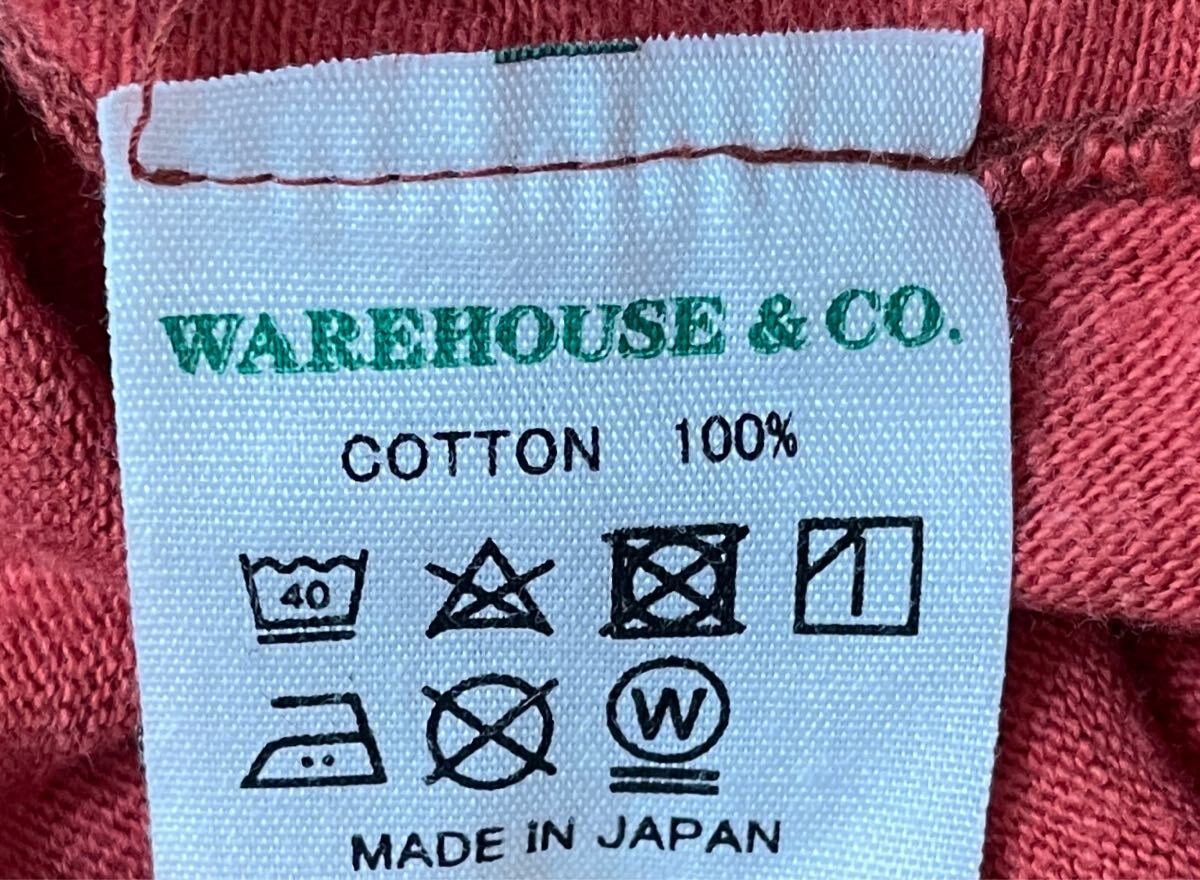 WAREHOUSE & CO.
COTTON 100%
40
W
MADE IN JAPAN